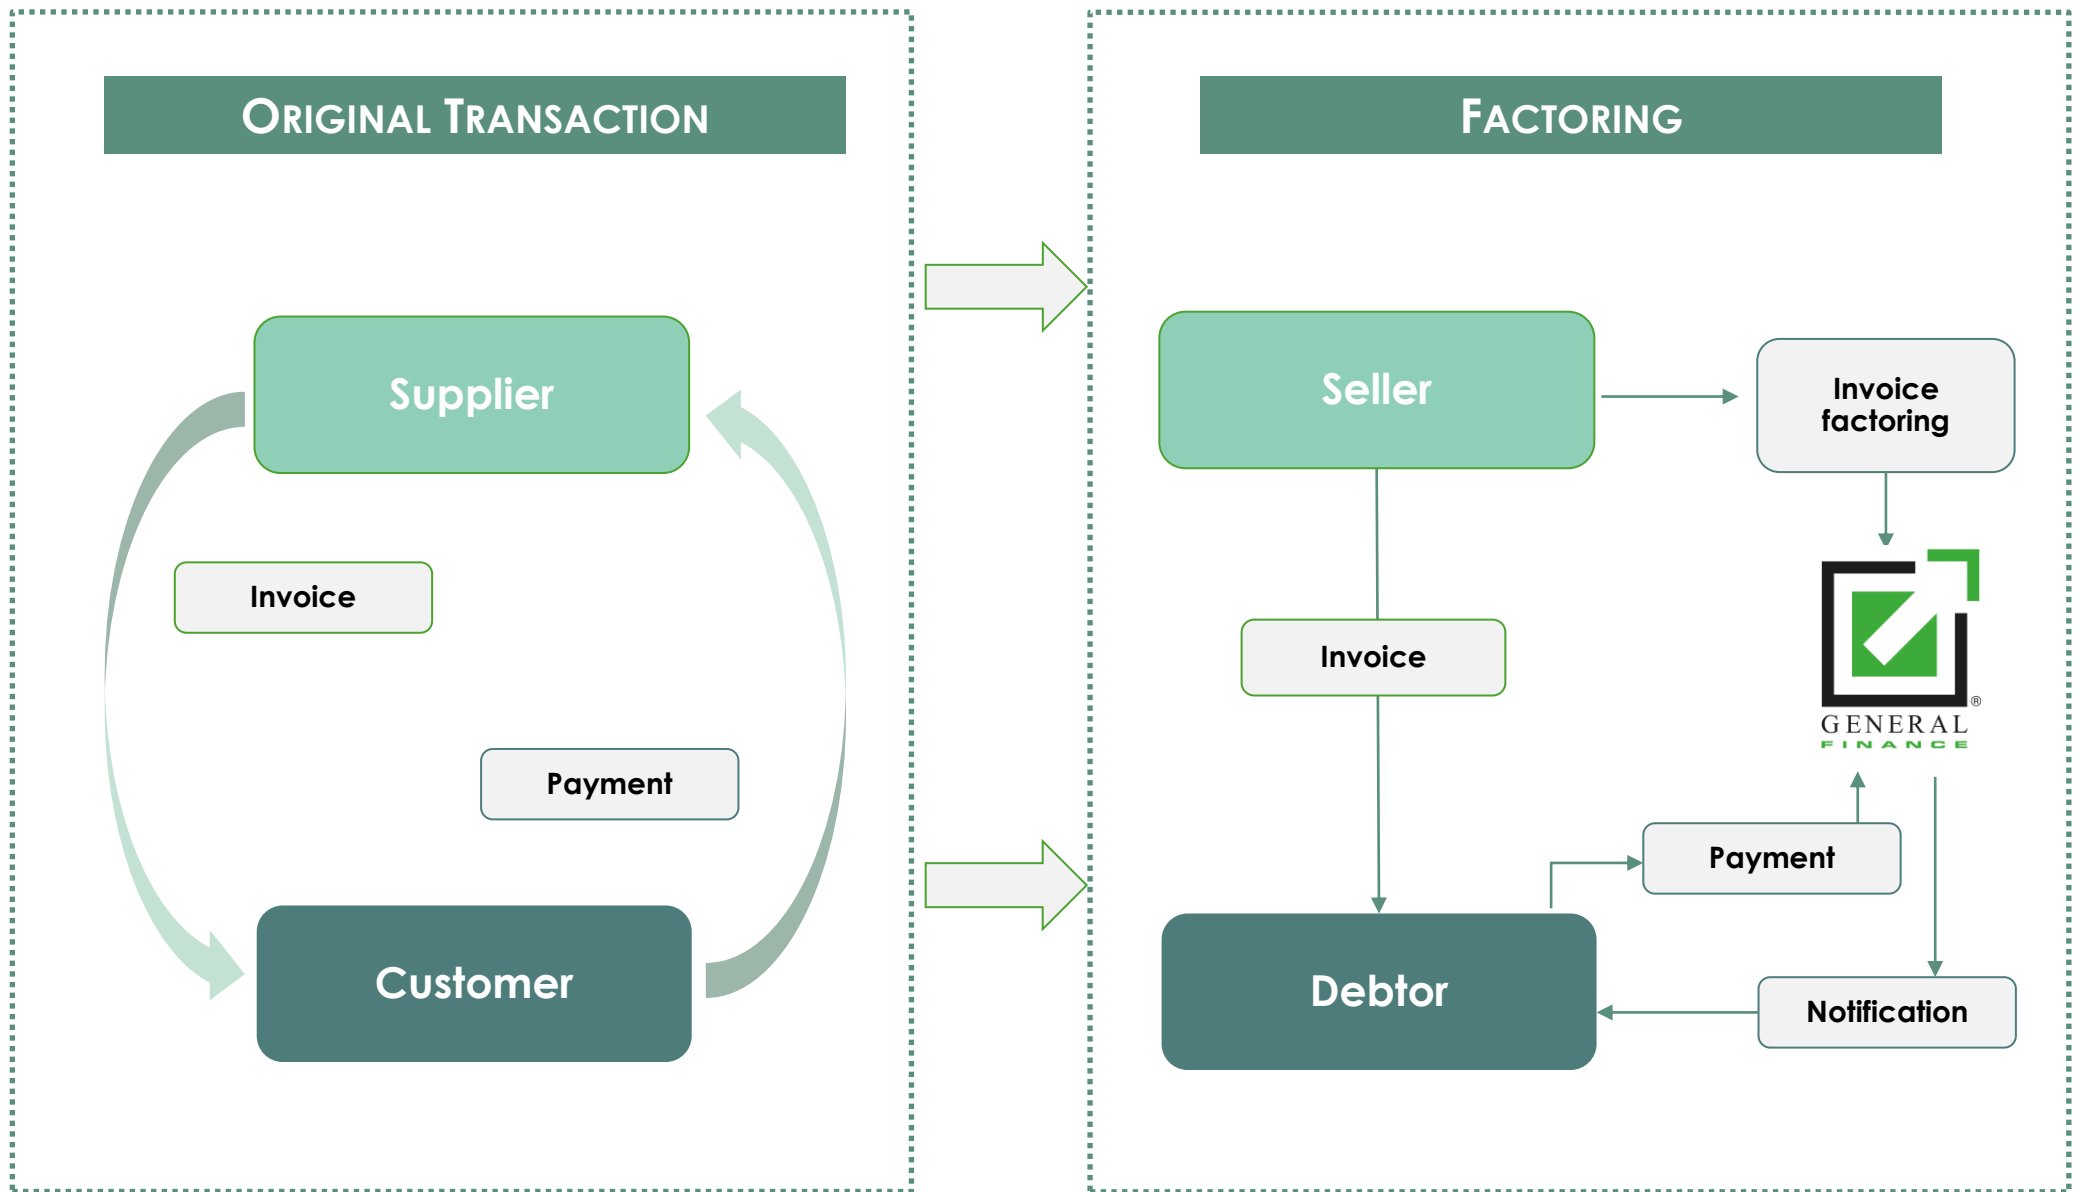 ORIGINAL TRANSACTION
Supplier
Invoice
Payment
Customer
FACTORING
Seller
Invoice
factoring
Invoice
®
GENERAL
FINANCE
Payment
Debtor
Notification